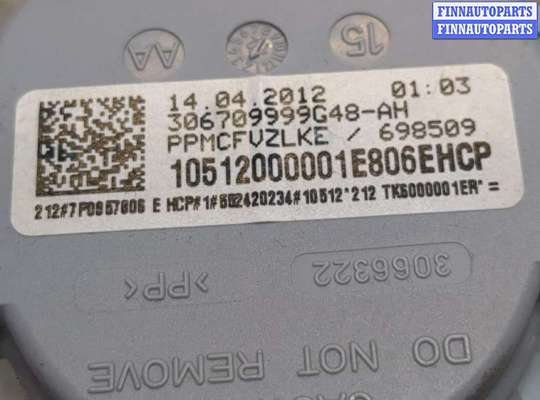 FINNAUTOPARTS
FINNAUTOPARTS
AA
15
14.04.2012 01:03
306709999G48-AH
PPMCFVZLKE / 698509
10512000001E806EHCP
212#7P0857806 E HCP#1#602420234#10512*212 TK6000001ER* =
3066322
>PP<
DO NOT REMOVE